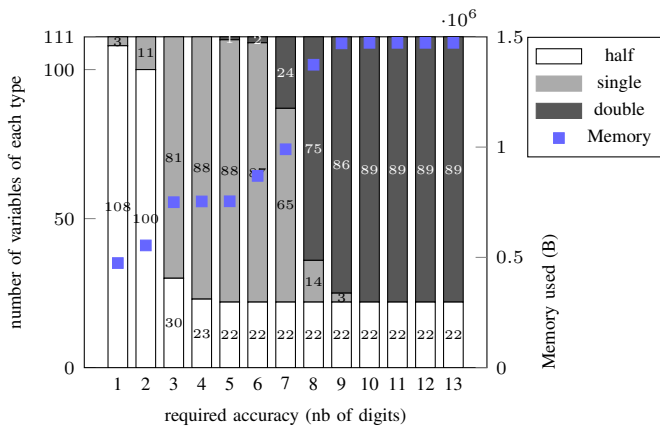 ·10⁶
111
100
50
0
number of variables of each type
3 11 1 2
81 88 88 87 24 75 86 89 89 89 89
108 100 65 14 3
30 23 22 22 22 22 22 22 22 22 22
1 2 3 4 5 6 7 8 9 10 11 12 13
required accuracy (nb of digits)
1.5
1
0.5
0
Memory used (B)
half
single
double
Memory